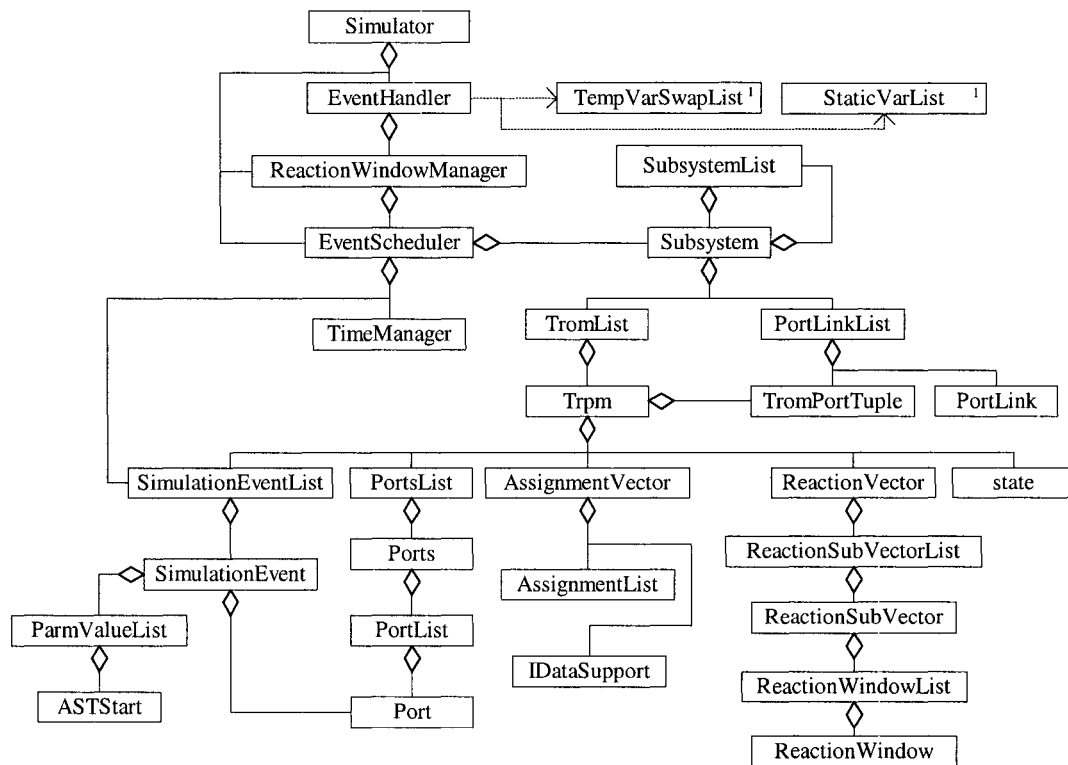 Simulator
EventHandler
TempVarSwapList 1
StaticVarList 1
ReactionWindowManager
SubsystemList
EventScheduler
Subsystem
TimeManager
TromList
PortLinkList
Trpm
TromPortTuple
PortLink
SimulationEventList
PortsList
AssignmentVector
ReactionVector
state
SimulationEvent
Ports
AssignmentList
ReactionSubVectorList
ParmValueList
PortList
ReactionSubVector
IDataSupport
ASTStart
Port
ReactionWindowList
ReactionWindow